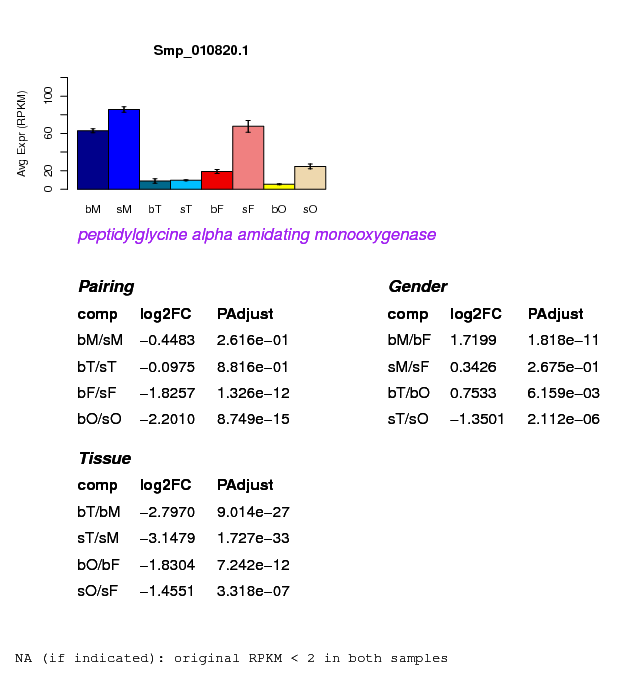 Smp_010820.1
Avg Expr (RPKM)
100
60
20
0
bM sM bT sT bF sF bO sO
peptidylglycine alpha amidating monooxygenase
Pairing
comp log2FC PAdjust
bM/sM −0.4483 2.616e−01
bT/sT −0.0975 8.816e−01
bF/sF −1.8257 1.326e−12
bO/sO −2.2010 8.749e−15
Gender
comp log2FC PAdjust
bM/bF 1.7199 1.818e−11
sM/sF 0.3426 2.675e−01
bT/bO 0.7533 6.159e−03
sT/sO −1.3501 2.112e−06
Tissue
comp log2FC PAdjust
bT/bM −2.7970 9.014e−27
sT/sM −3.1479 1.727e−33
bO/bF −1.8304 7.242e−12
sO/sF −1.4551 3.318e−07
NA (if indicated): original RPKM < 2 in both samples